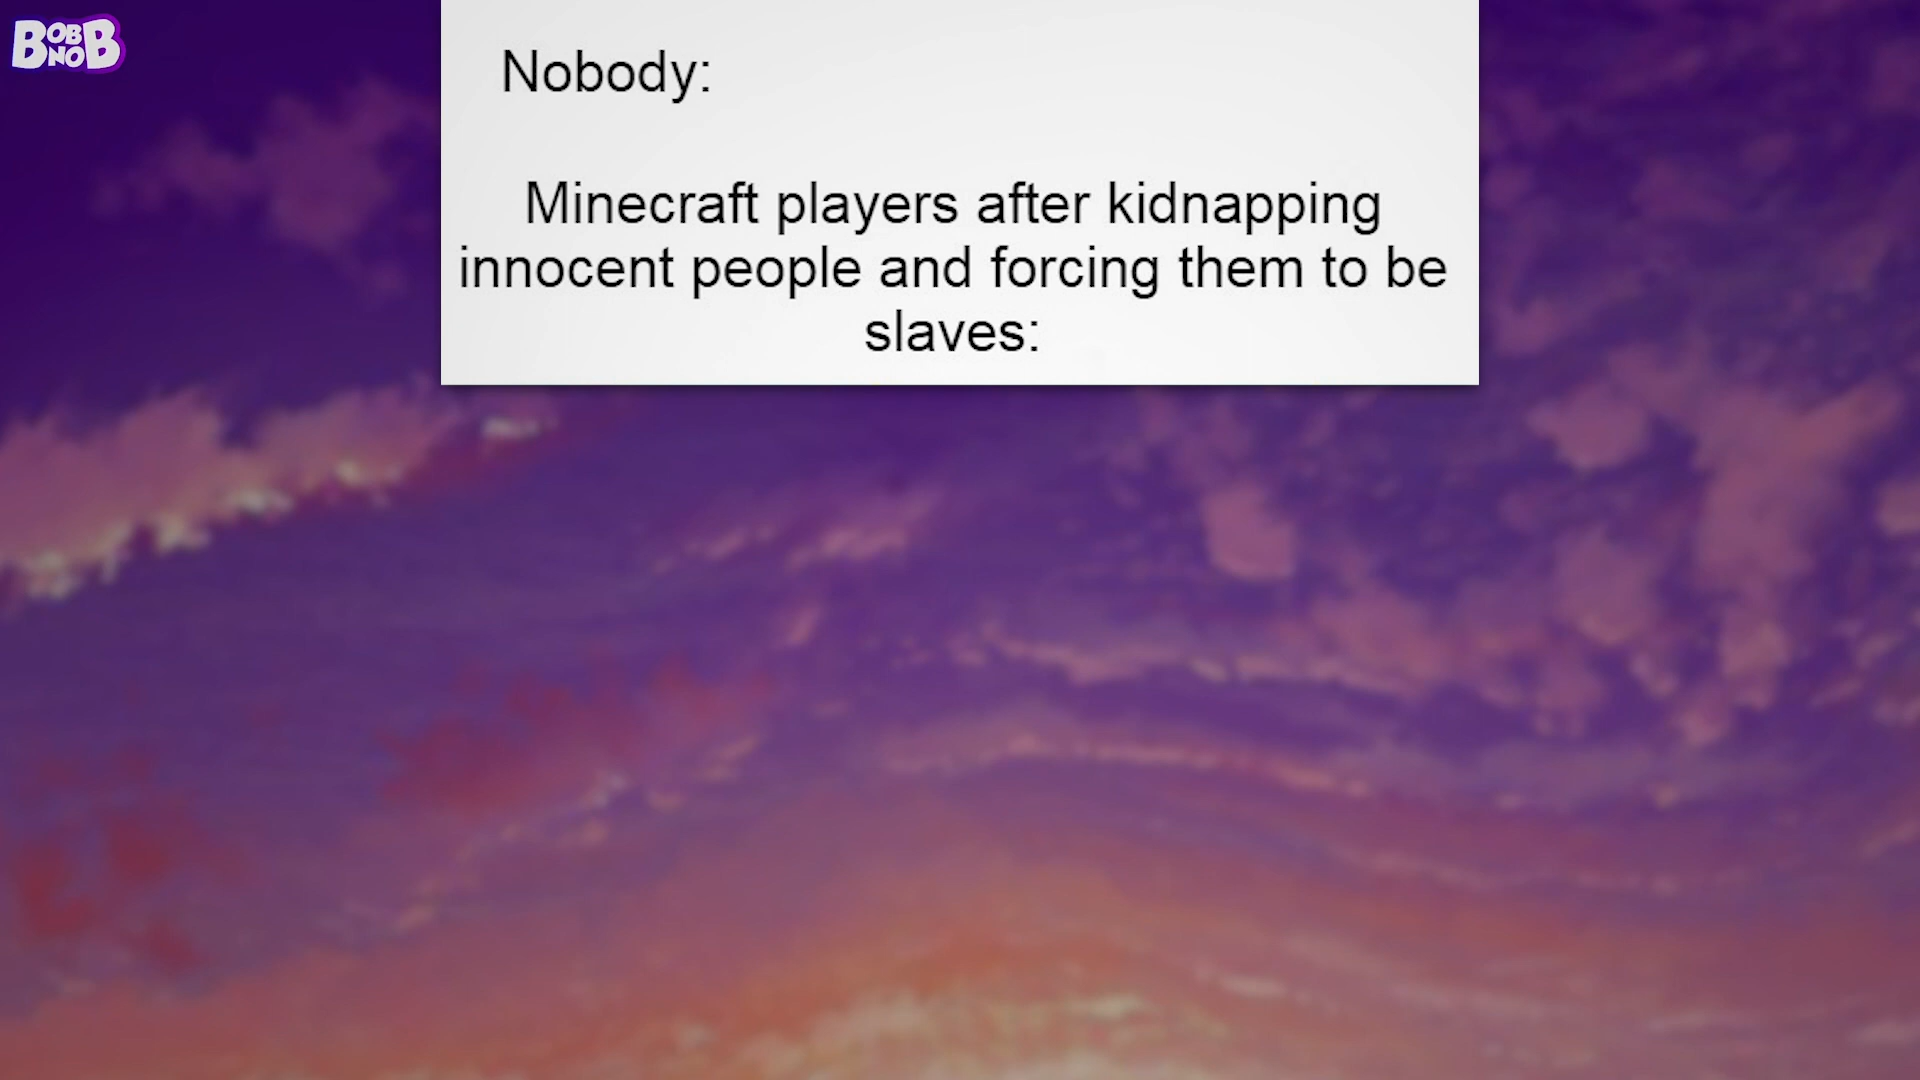 BOB
NO
B
Nobody:
Minecraft players after kidnapping
innocent people and forcing them to be
slaves: